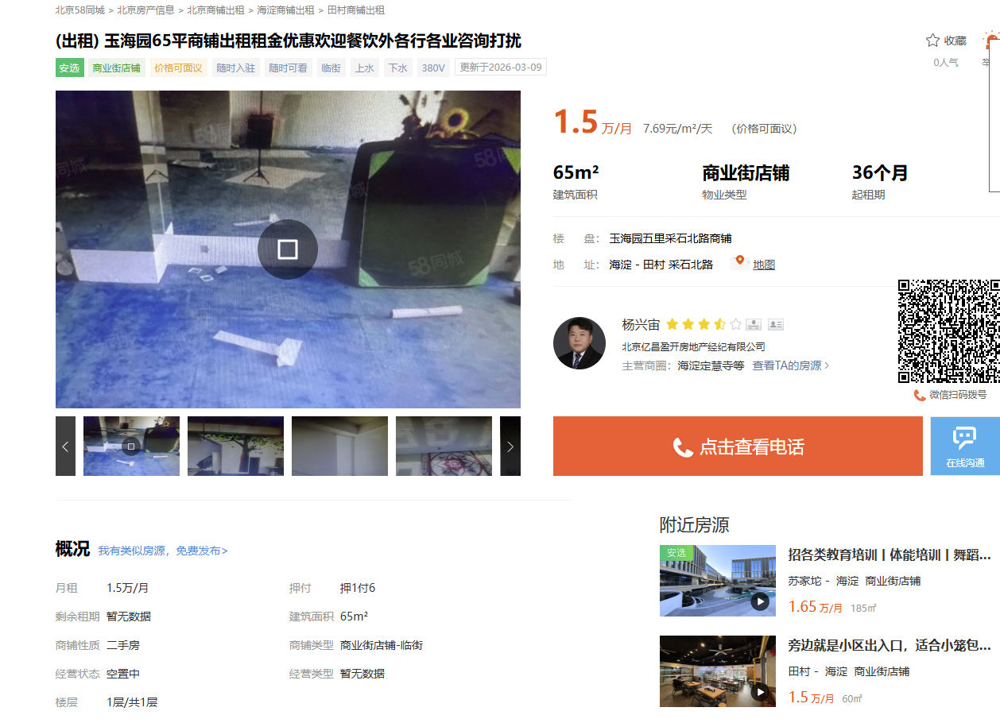 北京58同城 > 北京房产信息 > 北京商铺出租 > 海淀商铺出租 > 田村商铺出租
(出租) 玉海园65平商铺出租租金优惠欢迎餐饮外各行各业咨询打扰
收藏
0人气
安选 商业街店铺 价格可面议 随时入驻 随时可看 临街 上水 下水 380V 更新于2026-03-09
58同城
58同城
同城
58同城
1.5 万/月 7.69元/m²/天 （价格可面议）
65m² 商业街店铺 36个月
建筑面积 物业类型 起租期
楼 盘： 玉海园五里采石北路商铺
地 址： 海淀 - 田村 采石北路 地图
杨兴宙
北京亿昌盈开房地产经纪有限公司
主营商圈： 海淀定慧寺等 查看TA的房源 >
微信扫码拨号
点击查看电话
在线沟通
概况 我有类似房源，免费发布>
月租 1.5万/月 押付 押1付6
剩余租期 暂无数据 建筑面积 65m²
商铺性质 二手房 商铺类型 商业街店铺-临街
经营状态 空置中 经营类型 暂无数据
楼层 1层/共1层
附近房源
安选
招各类教育培训丨体能培训丨舞蹈...
苏家坨 - 海淀 商业街店铺
1.65 万/月 185㎡
旁边就是小区出入口，适合小笼包...
田村 - 海淀 商业街店铺
1.5 万/月 60㎡